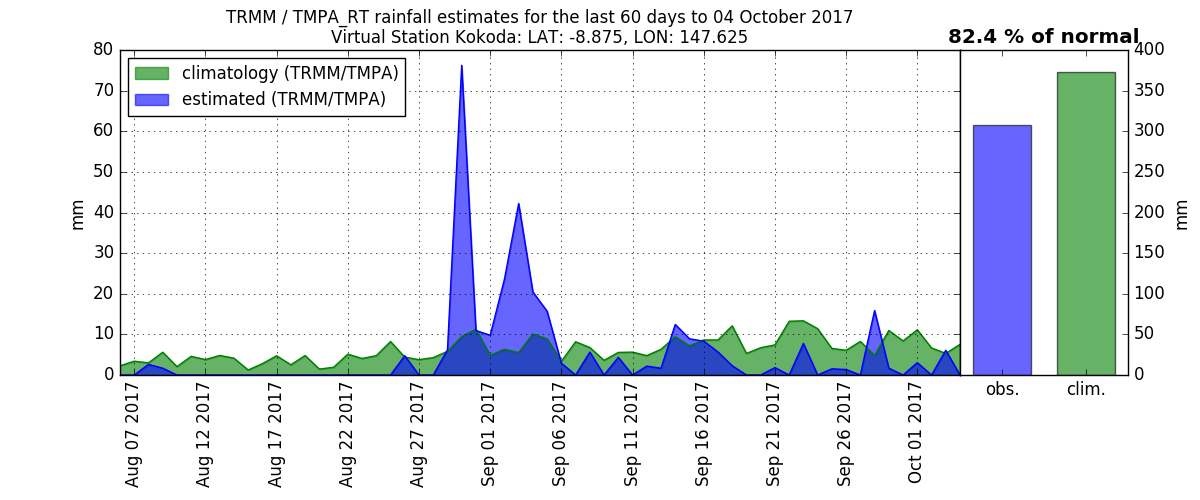 TRMM / TMPA_RT rainfall estimates for the last 60 days to 04 October 2017
Virtual Station Kokoda: LAT: -8.875, LON: 147.625
82.4 % of normal
climatology (TRMM/TMPA)
estimated (TRMM/TMPA)
80
70
60
50
40
30
20
10
0
mm
Aug 07 2017
Aug 12 2017
Aug 17 2017
Aug 22 2017
Aug 27 2017
Sep 01 2017
Sep 06 2017
Sep 11 2017
Sep 16 2017
Sep 21 2017
Sep 26 2017
Oct 01 2017
obs.
clim.
400
350
300
250
200
150
100
50
0
mm